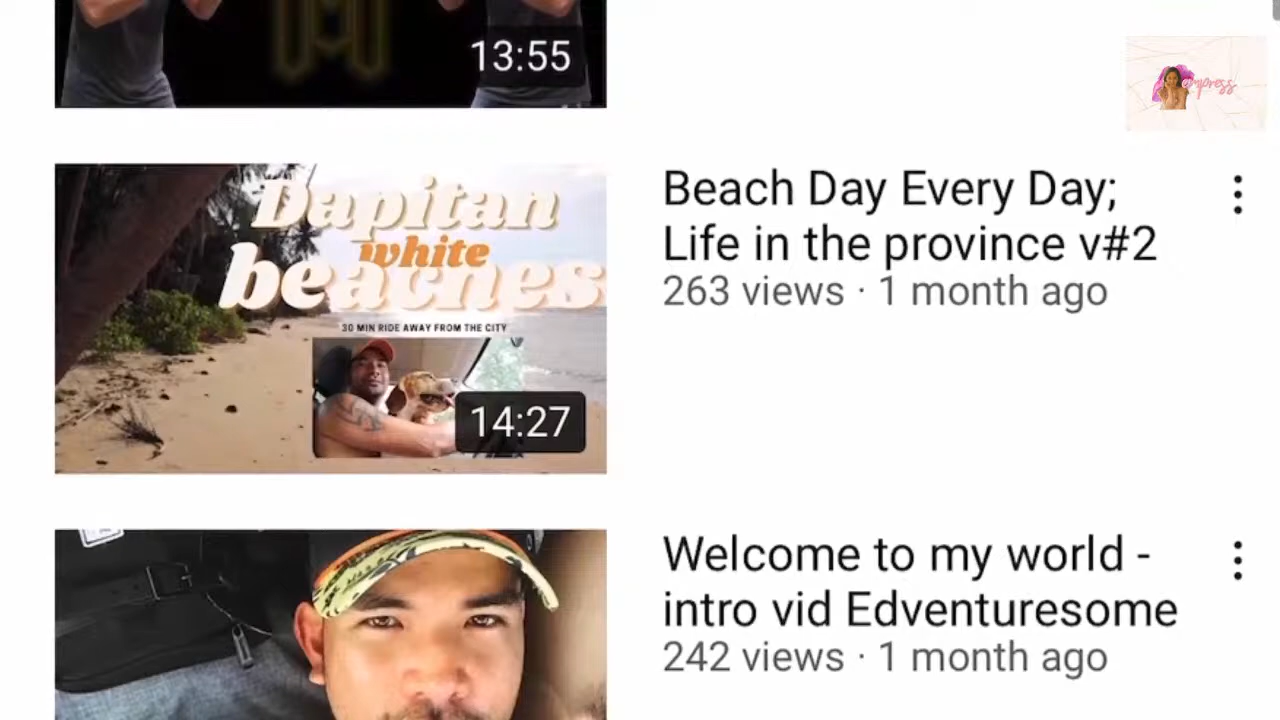 13:55
empress
Dapitan
white
beaches
30 MIN RIDE AWAY FROM THE CITY
14:27
Beach Day Every Day;
Life in the province v#2
263 views · 1 month ago
Welcome to my world -
intro vid Edventuresome
242 views · 1 month ago